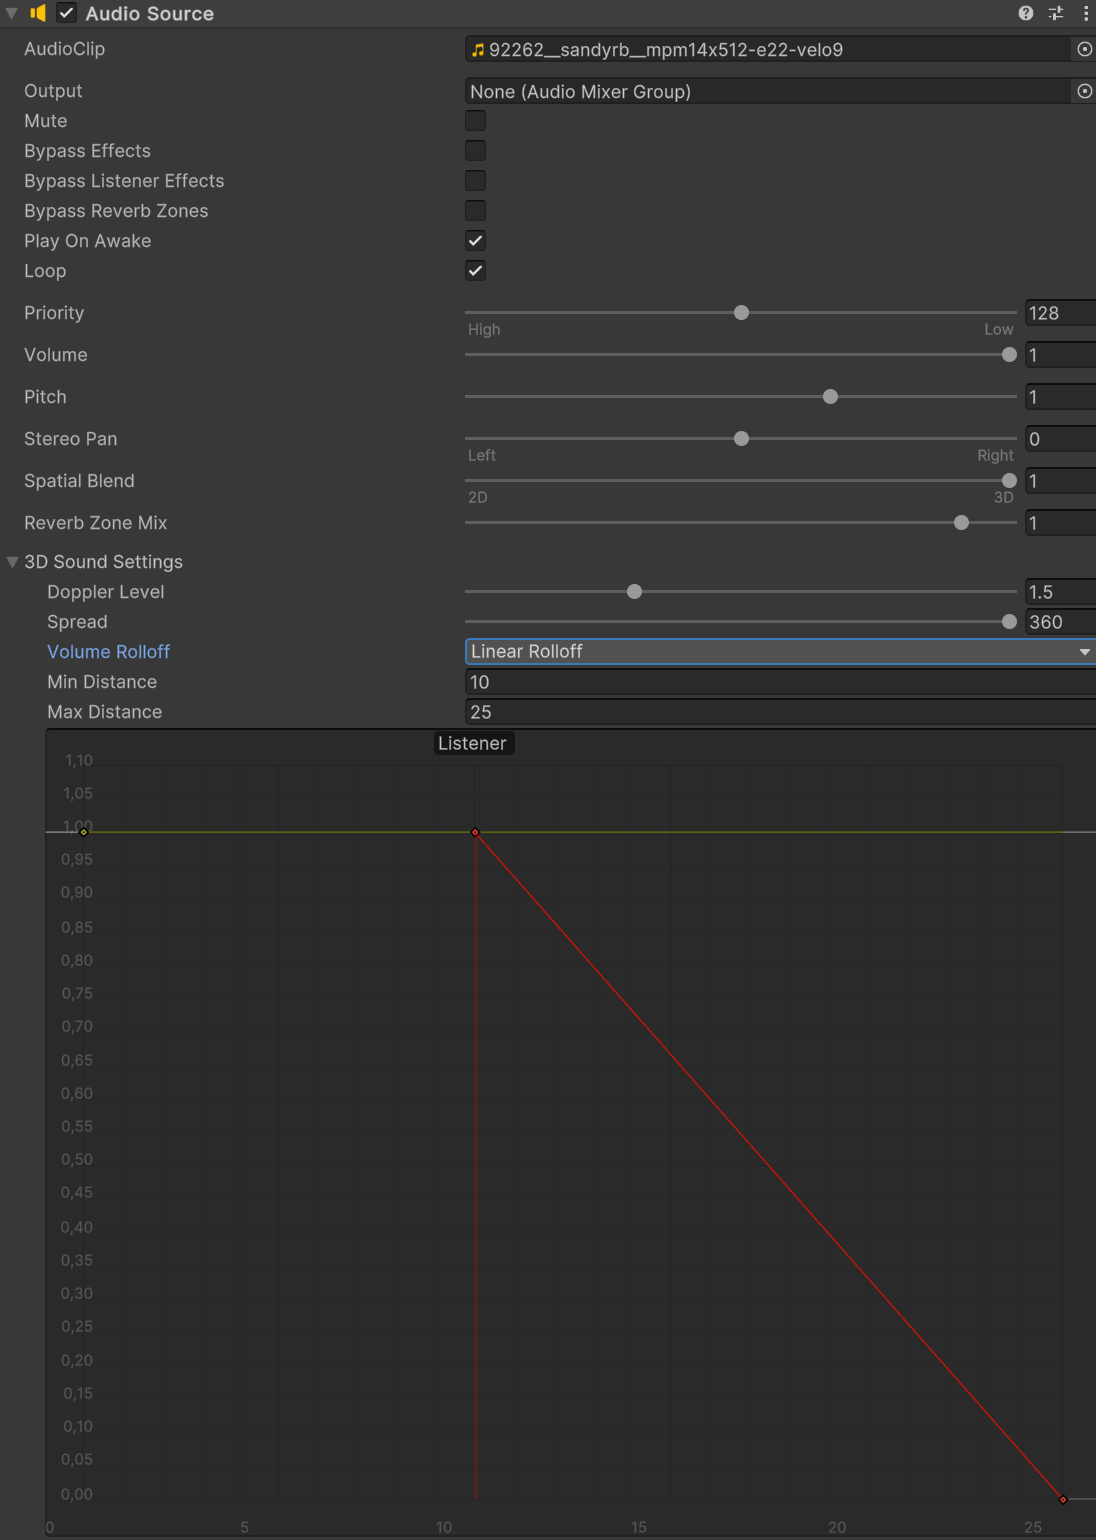 Audio Source
AudioClip 92262__sandyrb__mpm14x512-e22-velo9
Output None (Audio Mixer Group)
Mute
Bypass Effects
Bypass Listener Effects
Bypass Reverb Zones
Play On Awake
Loop
Priority 128
High Low
Volume 1
Pitch 1
Stereo Pan 0
Left Right
Spatial Blend 1
2D 3D
Reverb Zone Mix 1
3D Sound Settings
Doppler Level 1.5
Spread 360
Volume Rolloff Linear Rolloff
Min Distance 10
Max Distance 25
Listener
1,10
1,05
1,00
0,95
0,90
0,85
0,80
0,75
0,70
0,65
0,60
0,55
0,50
0,45
0,40
0,35
0,30
0,25
0,20
0,15
0,10
0,05
0,00
0 5 10 15 20 25